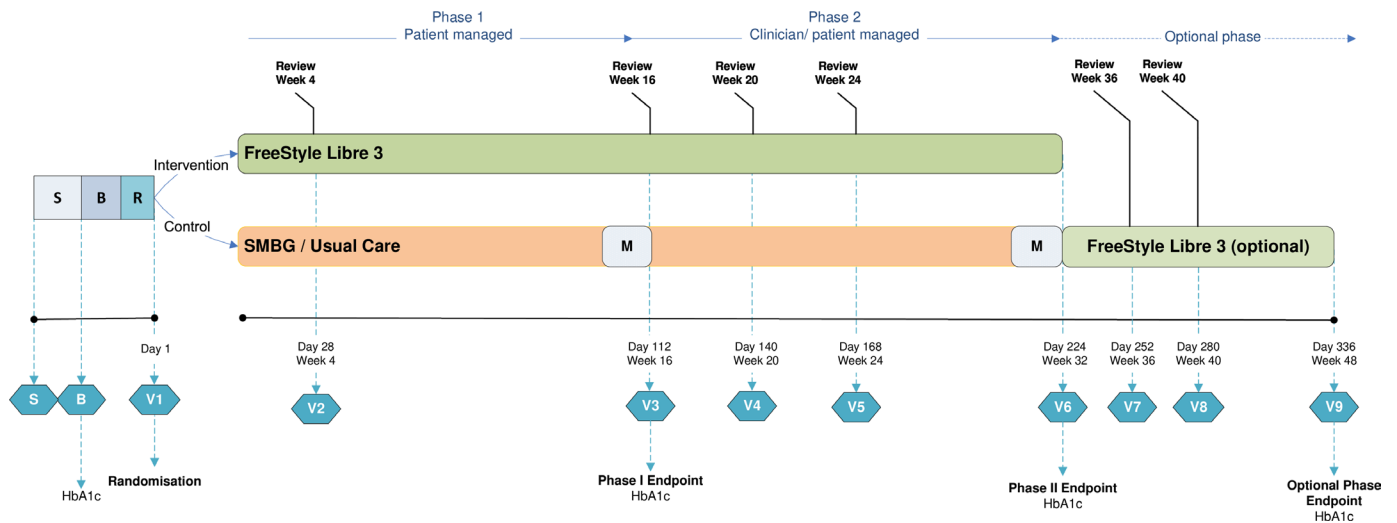 Phase 1
Patient managed
Phase 2
Clinician/ patient managed
Optional phase
Review
Week 4
Review
Week 16
Review
Week 20
Review
Week 24
Review
Week 36
Review
Week 40
FreeStyle Libre 3
Intervention
S
B
R
Control
SMBG / Usual Care
M
M
FreeStyle Libre 3 (optional)
Day 1
Day 28
Week 4
Day 112
Week 16
Day 140
Week 20
Day 168
Week 24
Day 224
Week 32
Day 252
Week 36
Day 280
Week 40
Day 336
Week 48
S
B
V1
V2
V3
V4
V5
V6
V7
V8
V9
HbA1c
Randomisation
Phase I Endpoint
HbA1c
Phase II Endpoint
HbA1c
Optional Phase
Endpoint
HbA1c